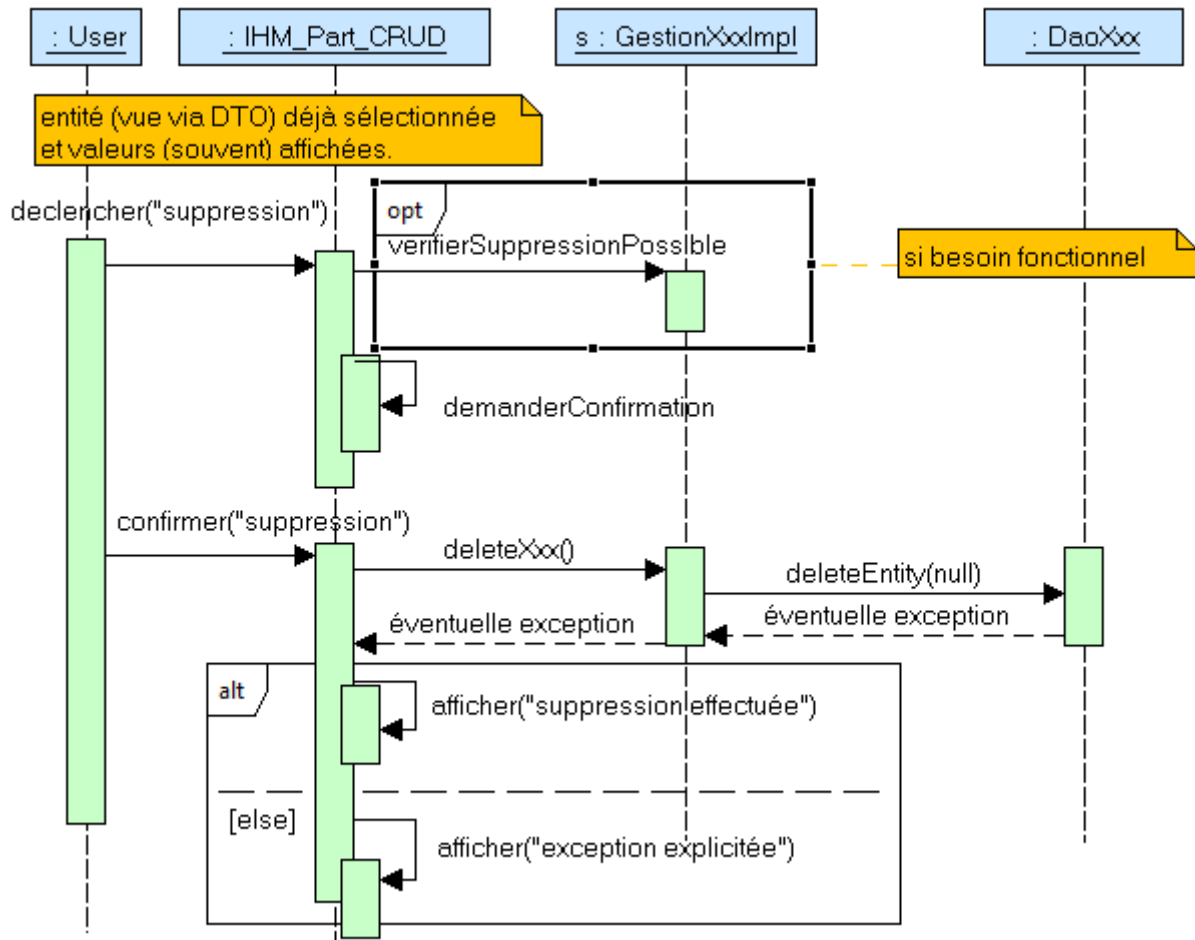 : User
: IHM_Part_CRUD
s : GestionXxxImpl
: DaoXxx
entité (vue via DTO) déjà sélectionnée
et valeurs (souvent) affichées.
declencher("suppression")
opt
verifierSuppressionPossIble
si besoin fonctionnel
demanderConfirmation
confirmer("suppression")
deleteXxx()
deleteEntity(null)
éventuelle exception
éventuelle exception
alt
afficher("suppression effectuée")
[else]
afficher("exception explicitée")